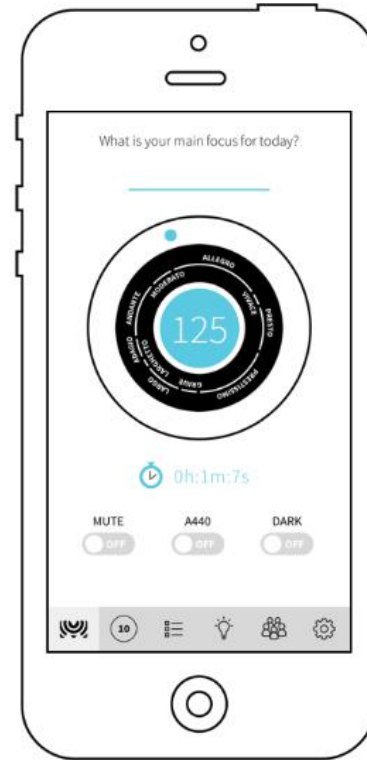 What is your main focus for today?
ALLEGRO
MODERATO
VIVACE
ANDANTE
PRESTO
125
ADAGIO
LARGHETTO
LARGO
GRAVE
PRESTISSIMO
0h:1m:7s
MUTE A440 DARK
OFF OFF OFF
10